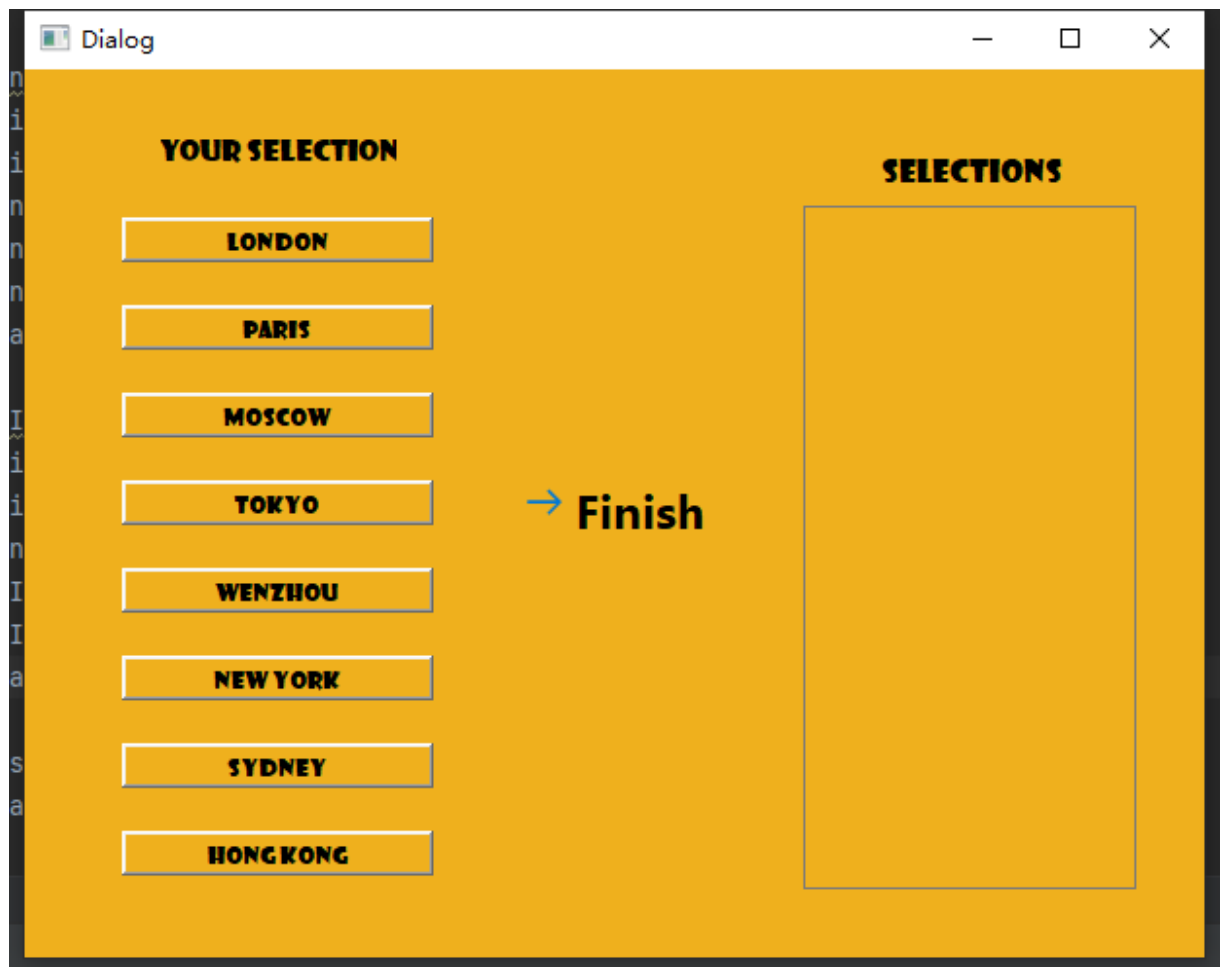 Dialog
YOUR SELECTION
LONDON
PARIS
MOSCOW
TOKYO
WENZHOU
NEW YORK
SYDNEY
HONG KONG
Finish
SELECTIONS